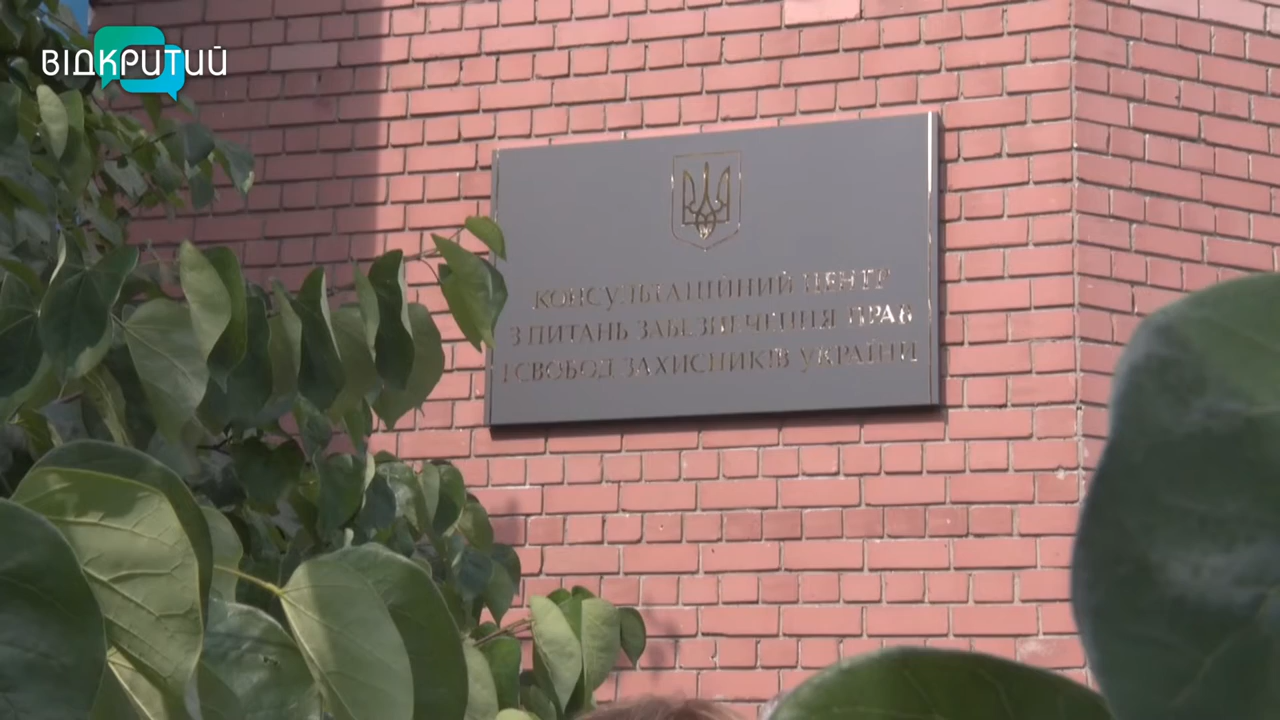 ВІДКРИТИЙ
КОНСУЛЬТАЦІЙНИЙ ЦЕНТР
З ПИТАНЬ ЗАБЕЗПЕЧЕННЯ ПРАВ
І СВОБОД ЗАХИСНИКІВ УКРАЇНИ